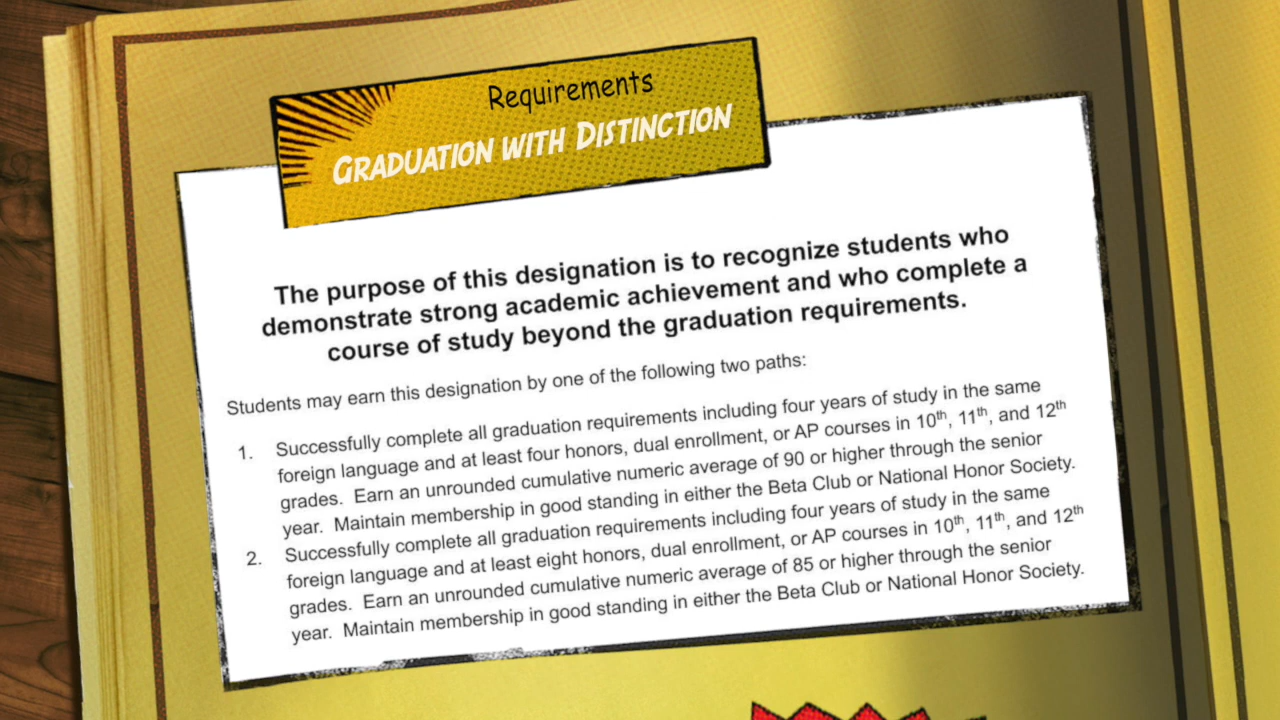 Requirements
GRADUATION WITH DISTINCTION
The purpose of this designation is to recognize students who
demonstrate strong academic achievement and who complete a
course of study beyond the graduation requirements.
Students may earn this designation by one of the following two paths:
1. Successfully complete all graduation requirements including four years of study in the same
foreign language and at least four honors, dual enrollment, or AP courses in 10th, 11th, and 12th
grades. Earn an unrounded cumulative numeric average of 90 or higher through the senior
year. Maintain membership in good standing in either the Beta Club or National Honor Society.
2. Successfully complete all graduation requirements including four years of study in the same
foreign language and at least eight honors, dual enrollment, or AP courses in 10th, 11th, and 12th
grades. Earn an unrounded cumulative numeric average of 85 or higher through the senior
year. Maintain membership in good standing in either the Beta Club or National Honor Society.